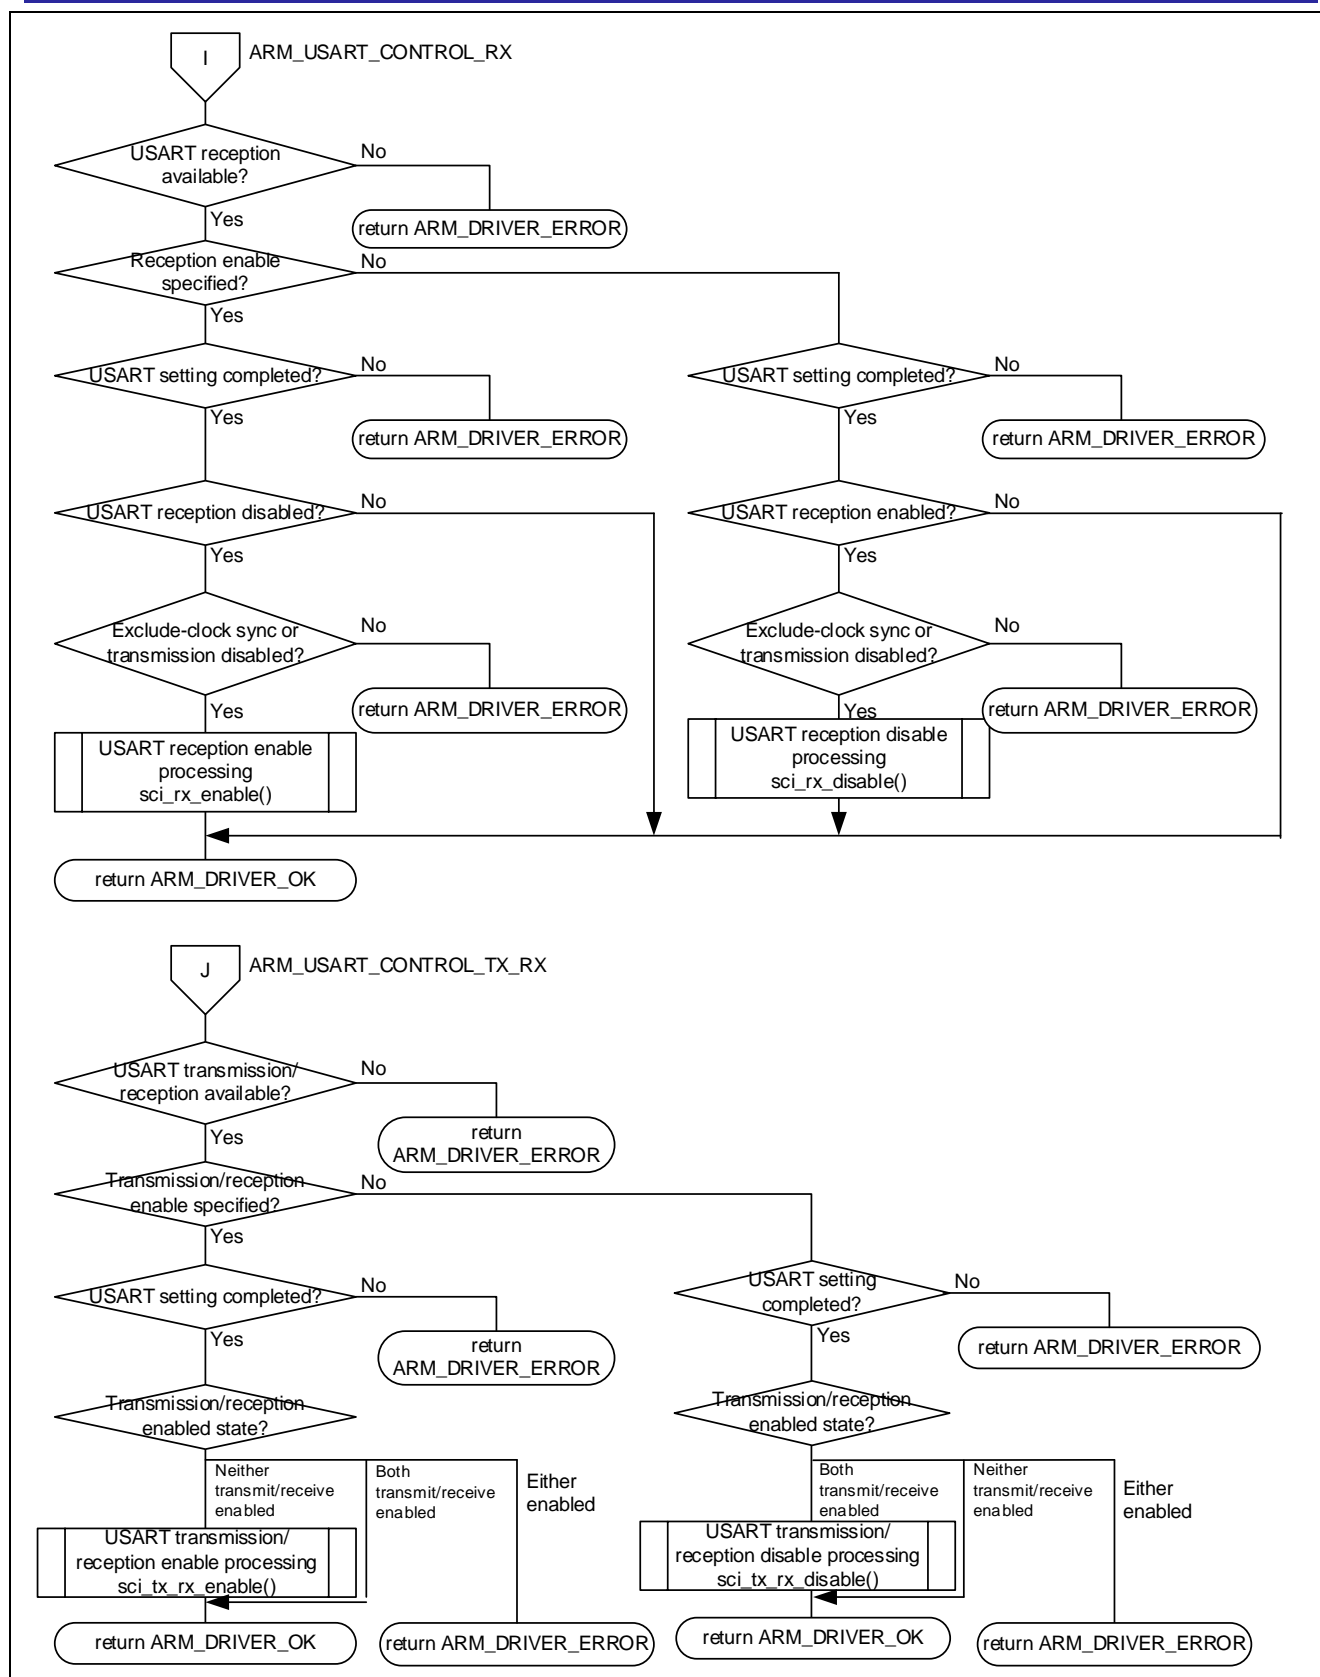 I
ARM_USART_CONTROL_RX
USART reception
available?
No
Yes
return ARM_DRIVER_ERROR
Reception enable
specified?
No
Yes
USART setting completed?
No
Yes
return ARM_DRIVER_ERROR
USART setting completed?
No
Yes
return ARM_DRIVER_ERROR
USART reception disabled?
No
Yes
USART reception enabled?
No
Yes
Exclude-clock sync or
transmission disabled?
No
Yes
return ARM_DRIVER_ERROR
Exclude-clock sync or
transmission disabled?
No
Yes
return ARM_DRIVER_ERROR
USART reception enable
processing
sci_rx_enable()
USART reception disable
processing
sci_rx_disable()
return ARM_DRIVER_OK
J
ARM_USART_CONTROL_TX_RX
USART transmission/
reception available?
No
Yes
return
ARM_DRIVER_ERROR
Transmission/reception
enable specified?
No
Yes
USART setting completed?
No
Yes
return
ARM_DRIVER_ERROR
USART setting
completed?
No
Yes
return ARM_DRIVER_ERROR
Transmission/reception
enabled state?
Transmission/reception
enabled state?
Neither
transmit/receive
enabled
Both
transmit/receive
enabled
Either
enabled
Both
transmit/receive
enabled
Neither
transmit/receive
enabled
Either
enabled
USART transmission/
reception enable processing
sci_tx_rx_enable()
USART transmission/
reception disable processing
sci_tx_rx_disable()
return ARM_DRIVER_OK
return ARM_DRIVER_ERROR
return ARM_DRIVER_OK
return ARM_DRIVER_ERROR